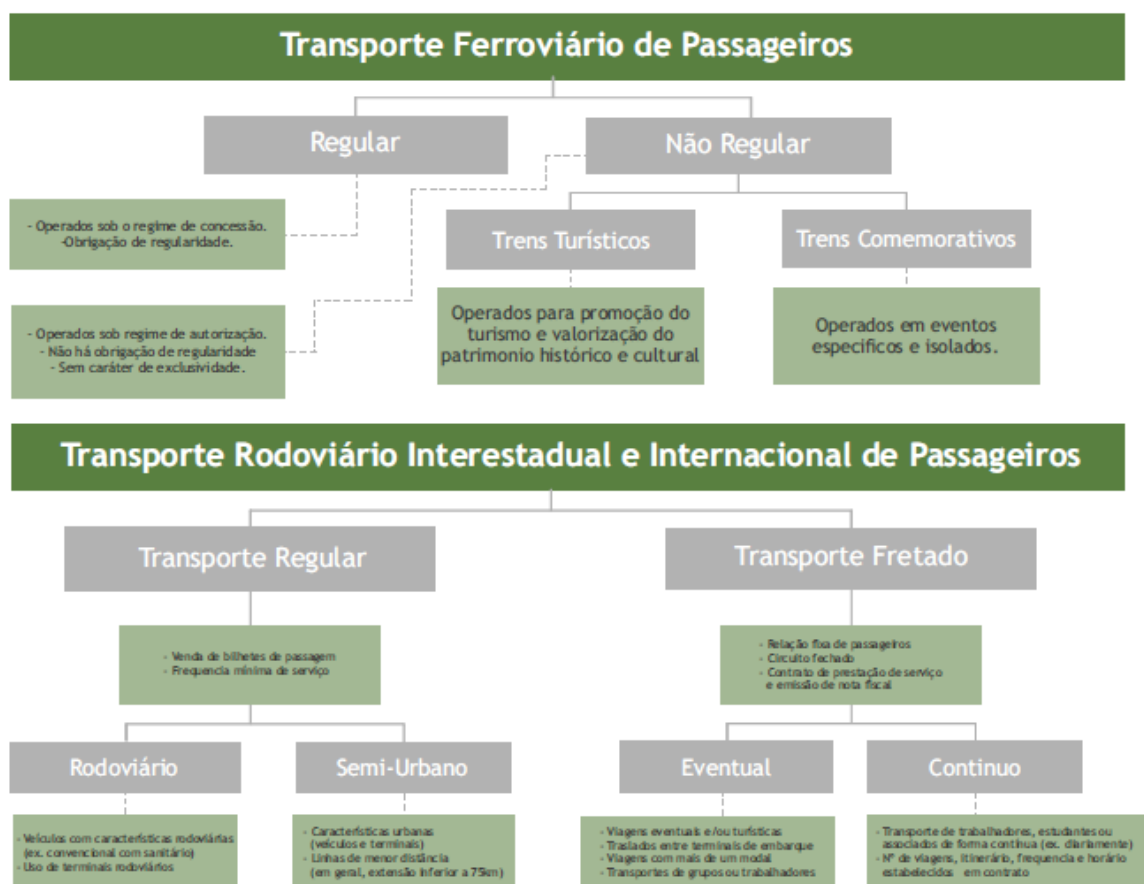 Transporte Ferroviário de Passageiros
Regular
Não Regular
- Operados sob o regime de concessão.
-Obrigação de regularidade.
Trens Turísticos
Trens Comemorativos
- Operados sob regime de autorização.
- Não há obrigação de regularidade
- Sem caráter de exclusividade.
Operados para promoção do
turismo e valorização do
patrimonio histórico e cultural
Operados em eventos
especificos e isolados.
Transporte Rodoviário Interestadual e Internacional de Passageiros
Transporte Regular
Transporte Fretado
- Venda de bilhetes de passagem
- Frequencia mínima de serviço
- Relação fixa de passageiros
- Circuito fechado
- Contrato de prestação de serviço
e emissão de nota fiscal
Rodoviário
Semi-Urbano
Eventual
Continuo
- Veículos com características rodoviárias
(ex. convencional com sanitário)
- Uso de terminais rodoviários
- Características urbanas
(veículos e terminais)
- Linhas de menor distância
(em geral, extensão inferior a 75km)
- Viagens eventuais e/ou turísticas
- Traslados entre terminais de embarque
- Viagens com mais de um modal
- Transportes de grupos ou trabalhadores
- Transporte de trabalhadores, estudantes ou
associados de forma contínua (ex. diariamente)
- Nº de viagens, itinerário, frequencia e horário
estabelecidos em contrato